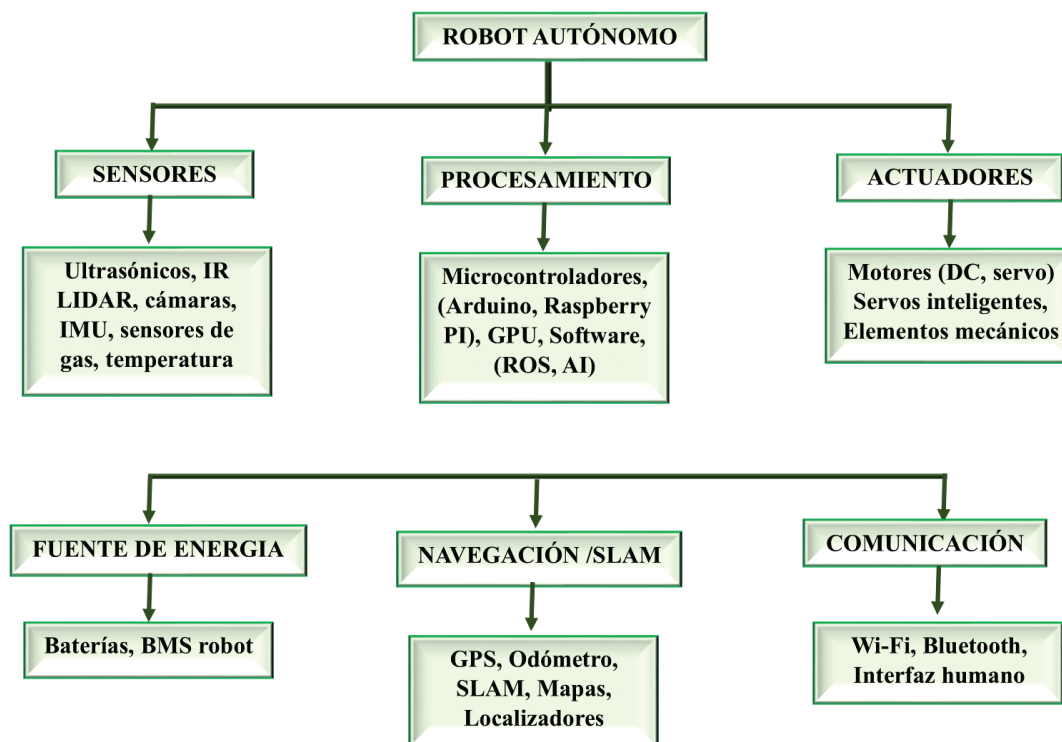 ROBOT AUTÓNOMO
SENSORES
PROCESAMIENTO
ACTUADORES
Ultrasónicos, IR
LIDAR, cámaras,
IMU, sensores de
gas, temperatura
Microcontroladores,
(Arduino, Raspberry
PI), GPU, Software,
(ROS, AI)
Motores (DC, servo)
Servos inteligentes,
Elementos mecánicos
FUENTE DE ENERGIA
NAVEGACIÓN /SLAM
COMUNICACIÓN
Baterías, BMS robot
GPS, Odómetro,
SLAM, Mapas,
Localizadores
Wi-Fi, Bluetooth,
Interfaz humano